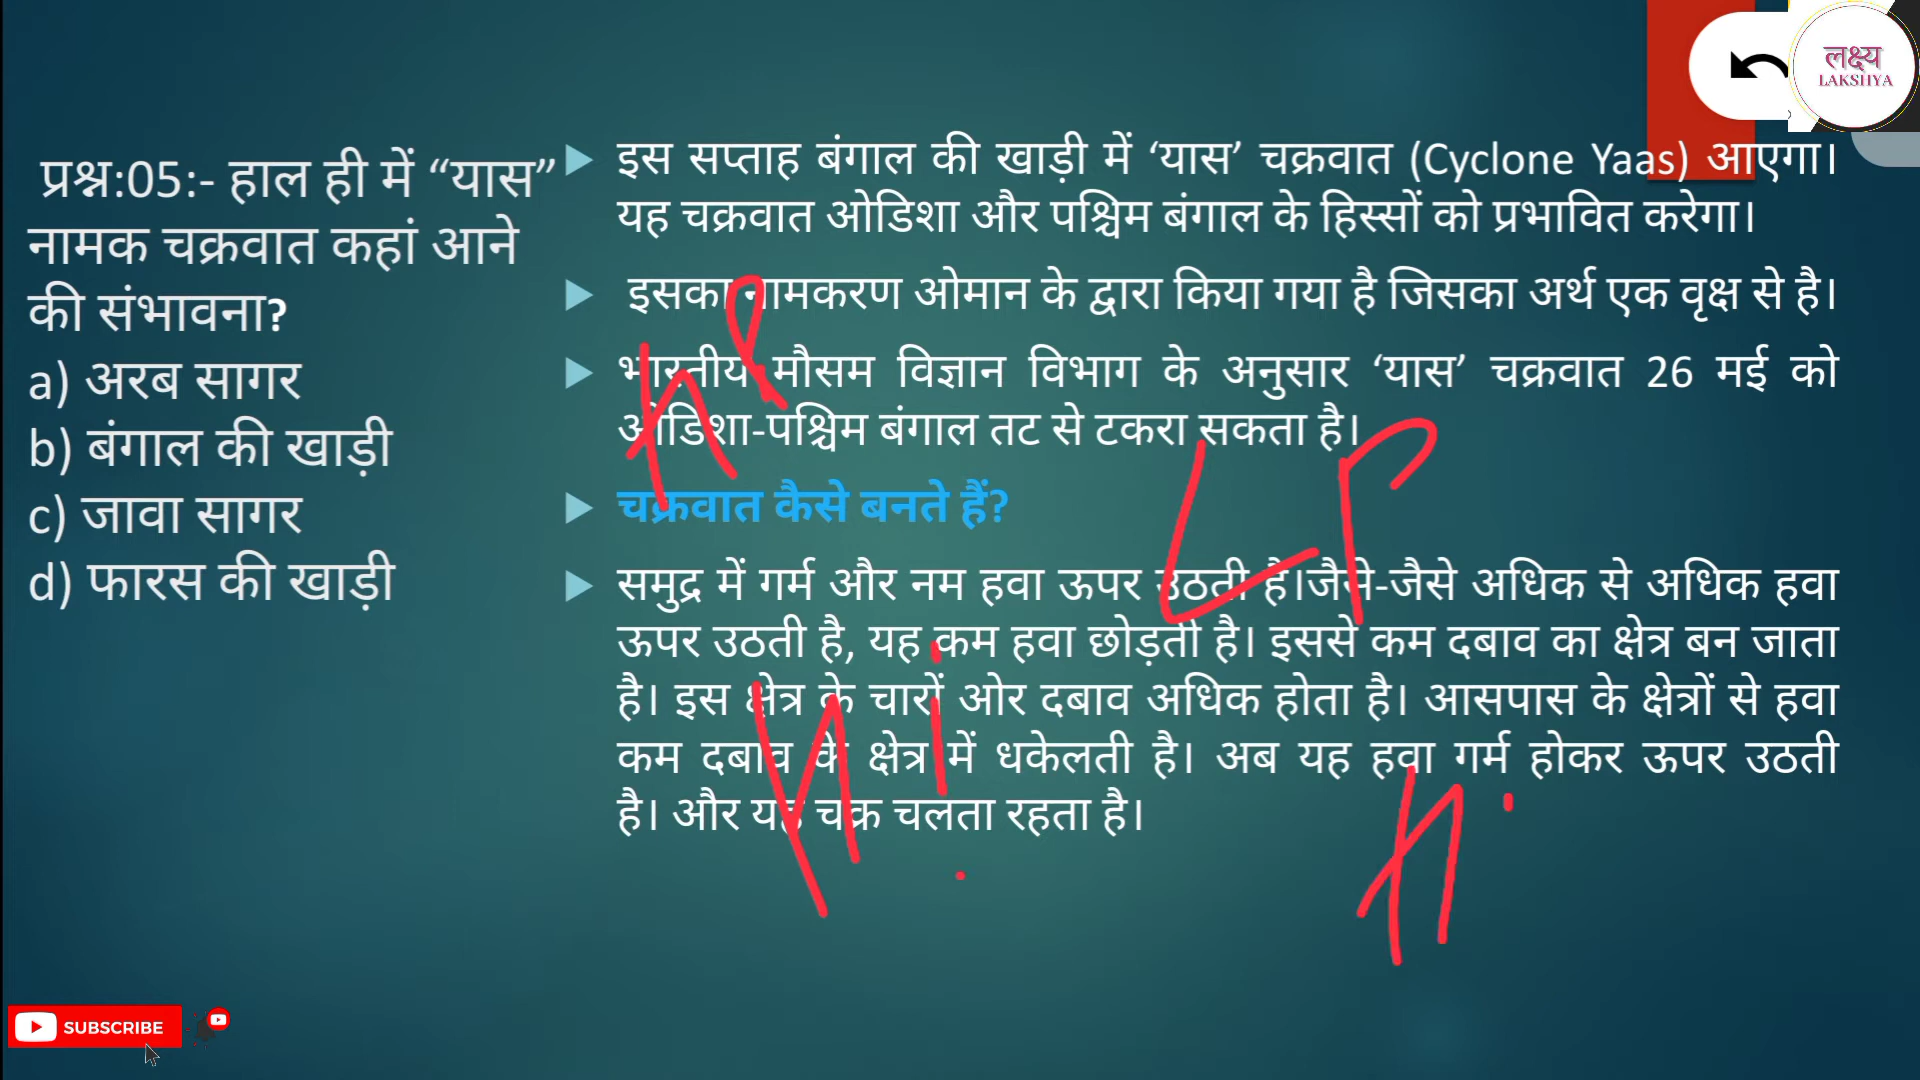 लक्ष्य
LAKSHYA
प्रश्न:05:- हाल ही में “यास”
नामक चक्रवात कहां आने
की संभावना?
a) अरब सागर
b) बंगाल की खाड़ी
c) जावा सागर
d) फारस की खाड़ी
इस सप्ताह बंगाल की खाड़ी में ‘यास’ चक्रवात (Cyclone Yaas) आएगा।
यह चक्रवात ओडिशा और पश्चिम बंगाल के हिस्सों को प्रभावित करेगा।
इसका नामकरण ओमान के द्वारा किया गया है जिसका अर्थ एक वृक्ष से है।
भारतीय मौसम विज्ञान विभाग के अनुसार ‘यास’ चक्रवात 26 मई को
ओडिशा-पश्चिम बंगाल तट से टकरा सकता है।
चक्रवात कैसे बनते हैं?
समुद्र में गर्म और नम हवा ऊपर उठती है।जैसे-जैसे अधिक से अधिक हवा
ऊपर उठती है, यह कम हवा छोड़ती है। इससे कम दबाव का क्षेत्र बन जाता
है। इस क्षेत्र के चारों ओर दबाव अधिक होता है। आसपास के क्षेत्रों से हवा
कम दबाव के क्षेत्र में धकेलती है। अब यह हवा गर्म होकर ऊपर उठती
है। और यह चक्र चलता रहता है।
LP
SUBSCRIBE